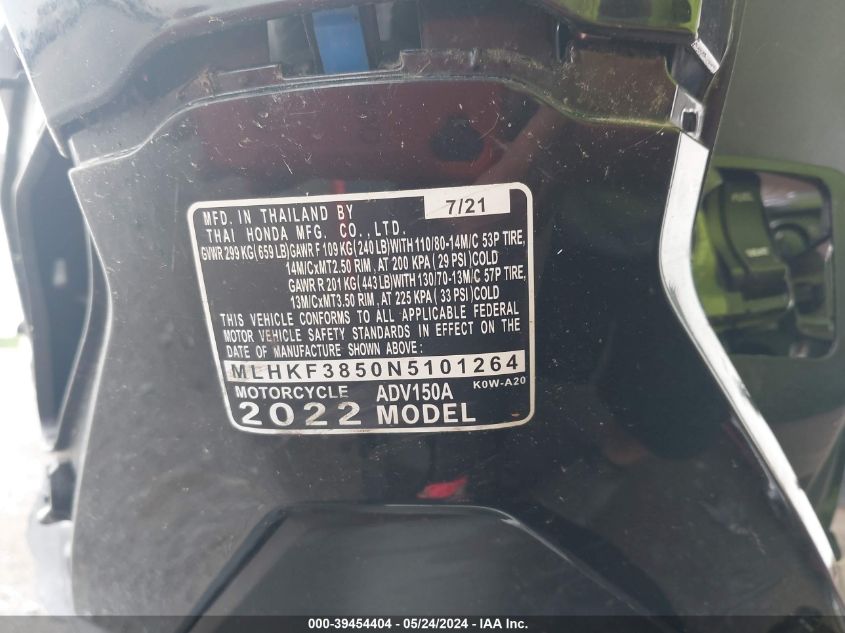 MFD. IN THAILAND BY 7/21
THAI HONDA MFG. CO., LTD.
GVWR 299 KG(659 LB)GAWR F 109 KG(240 LB)WITH 110/80-14M/C 53P TIRE,
14M/CxMT2.50 RIM, AT 200 KPA(29 PSI)COLD
GAWR R 201 KG(443 LB)WITH 130/70-13M/C 57P TIRE,
13M/CxMT3.50 RIM, AT 225 KPA(33 PSI)COLD
THIS VEHICLE CONFORMS TO ALL APPLICABLE FEDERAL
MOTOR VEHICLE SAFETY STANDARDS IN EFFECT ON THE
DATE OF MANUFACTURE SHOWN ABOVE:
MLHKF3850N5101264
MOTORCYCLE ADV150A K0W-A20
2022 MODEL
000-39454404 - 05/24/2024 - IAA Inc.